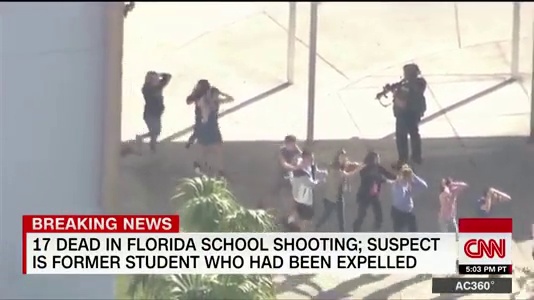 BREAKING NEWS
17 DEAD IN FLORIDA SCHOOL SHOOTING; SUSPECT
IS FORMER STUDENT WHO HAD BEEN EXPELLED
CNN
5:03 PM PT
AC360°